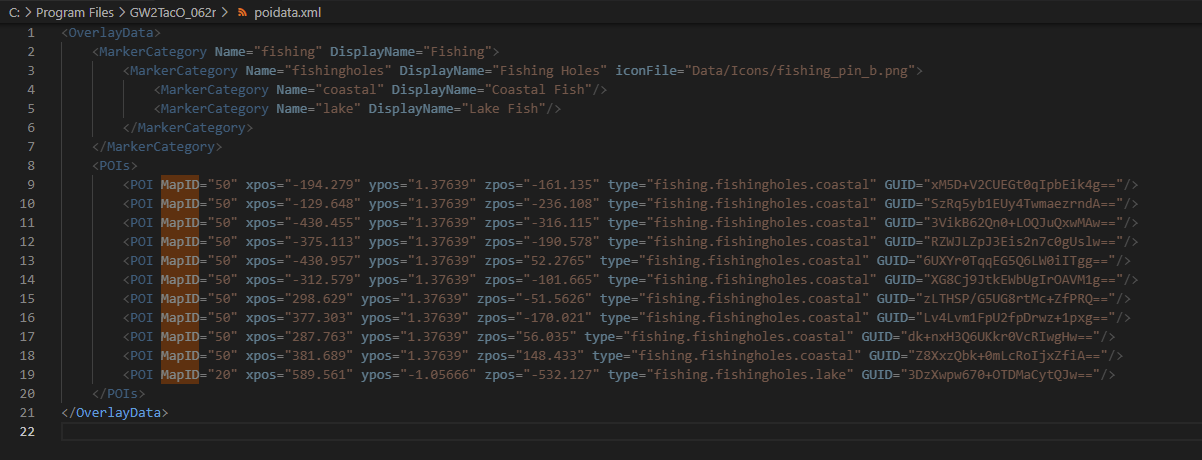 C: > Program Files > GW2TacO_062r > poidata.xml
1 <OverlayData>
2 <MarkerCategory Name="fishing" DisplayName="Fishing">
3 <MarkerCategory Name="fishingholes" DisplayName="Fishing Holes" iconFile="Data/Icons/fishing_pin_b.png">
4 <MarkerCategory Name="coastal" DisplayName="Coastal Fish"/>
5 <MarkerCategory Name="lake" DisplayName="Lake Fish"/>
6 </MarkerCategory>
7 </MarkerCategory>
8 <POIs>
9 <POI MapID="50" xpos="-194.279" ypos="1.37639" zpos="-161.135" type="fishing.fishingholes.coastal" GUID="xM5D+V2CUEGt0qIpbEik4g=="/>
10 <POI MapID="50" xpos="-129.648" ypos="1.37639" zpos="-236.108" type="fishing.fishingholes.coastal" GUID="SzRq5yb1EUy4TwmaezrndA=="/>
11 <POI MapID="50" xpos="-430.455" ypos="1.37639" zpos="-316.115" type="fishing.fishingholes.coastal" GUID="3VikB62Qn0+LOQJuQxwMAw=="/>
12 <POI MapID="50" xpos="-375.113" ypos="1.37639" zpos="-190.578" type="fishing.fishingholes.coastal" GUID="RZWJLZpJ3Eis2n7c0gUslw=="/>
13 <POI MapID="50" xpos="-430.957" ypos="1.37639" zpos="52.2765" type="fishing.fishingholes.coastal" GUID="6UXYr0TqqEG5Q6LW0iITgg=="/>
14 <POI MapID="50" xpos="-312.579" ypos="1.37639" zpos="-101.665" type="fishing.fishingholes.coastal" GUID="XG8Cj9JtkEWbUgIrOAVM1g=="/>
15 <POI MapID="50" xpos="298.629" ypos="1.37639" zpos="-51.5626" type="fishing.fishingholes.coastal" GUID="zLTHSP/G5UG8rtMc+ZfPRQ=="/>
16 <POI MapID="50" xpos="377.303" ypos="1.37639" zpos="-170.021" type="fishing.fishingholes.coastal" GUID="Lv4Lvm1FpU2fpDrwz+1pxg=="/>
17 <POI MapID="50" xpos="287.763" ypos="1.37639" zpos="56.035" type="fishing.fishingholes.coastal" GUID="dk+nxH3Q6UKkr0VcRIwgHw=="/>
18 <POI MapID="50" xpos="381.689" ypos="1.37639" zpos="148.433" type="fishing.fishingholes.coastal" GUID="Z8XxzQbk+0mLcRoIjxZfiA=="/>
19 <POI MapID="20" xpos="589.561" ypos="-1.05666" zpos="-532.127" type="fishing.fishingholes.lake" GUID="3DzXwpw670+OTDMaCytQJw=="/>
20 </POIs>
21 </OverlayData>
22